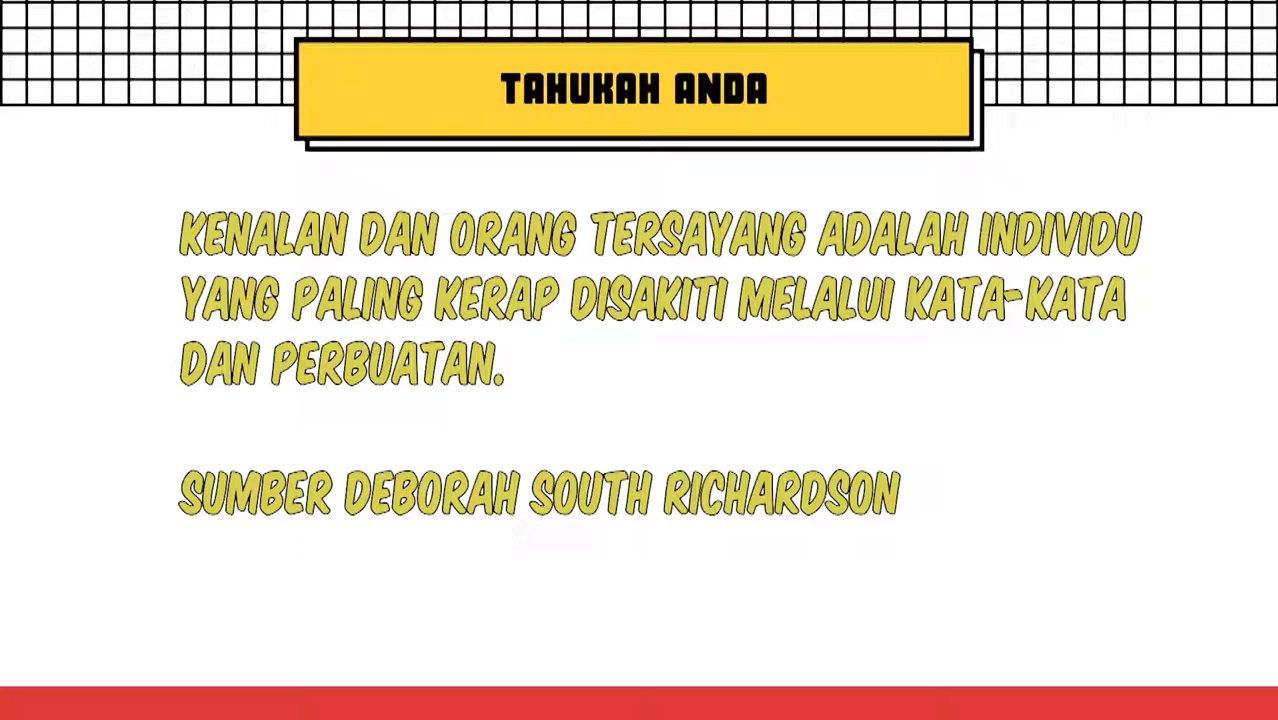 TAHUKAH ANDA
KENALAN DAN ORANG TERSAYANG ADALAH INDIVIDU
YANG PALING KERAP DISAKITI MELALUI KATA-KATA
DAN PERBUATAN.
SUMBER DEBORAH SOUTH RICHARDSON